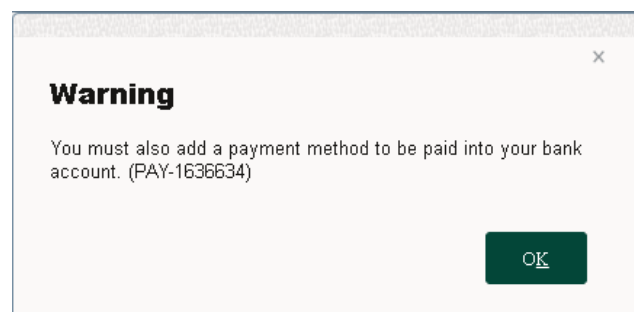 Warning
You must also add a payment method to be paid into your bank
account. (PAY-1636634)
OK